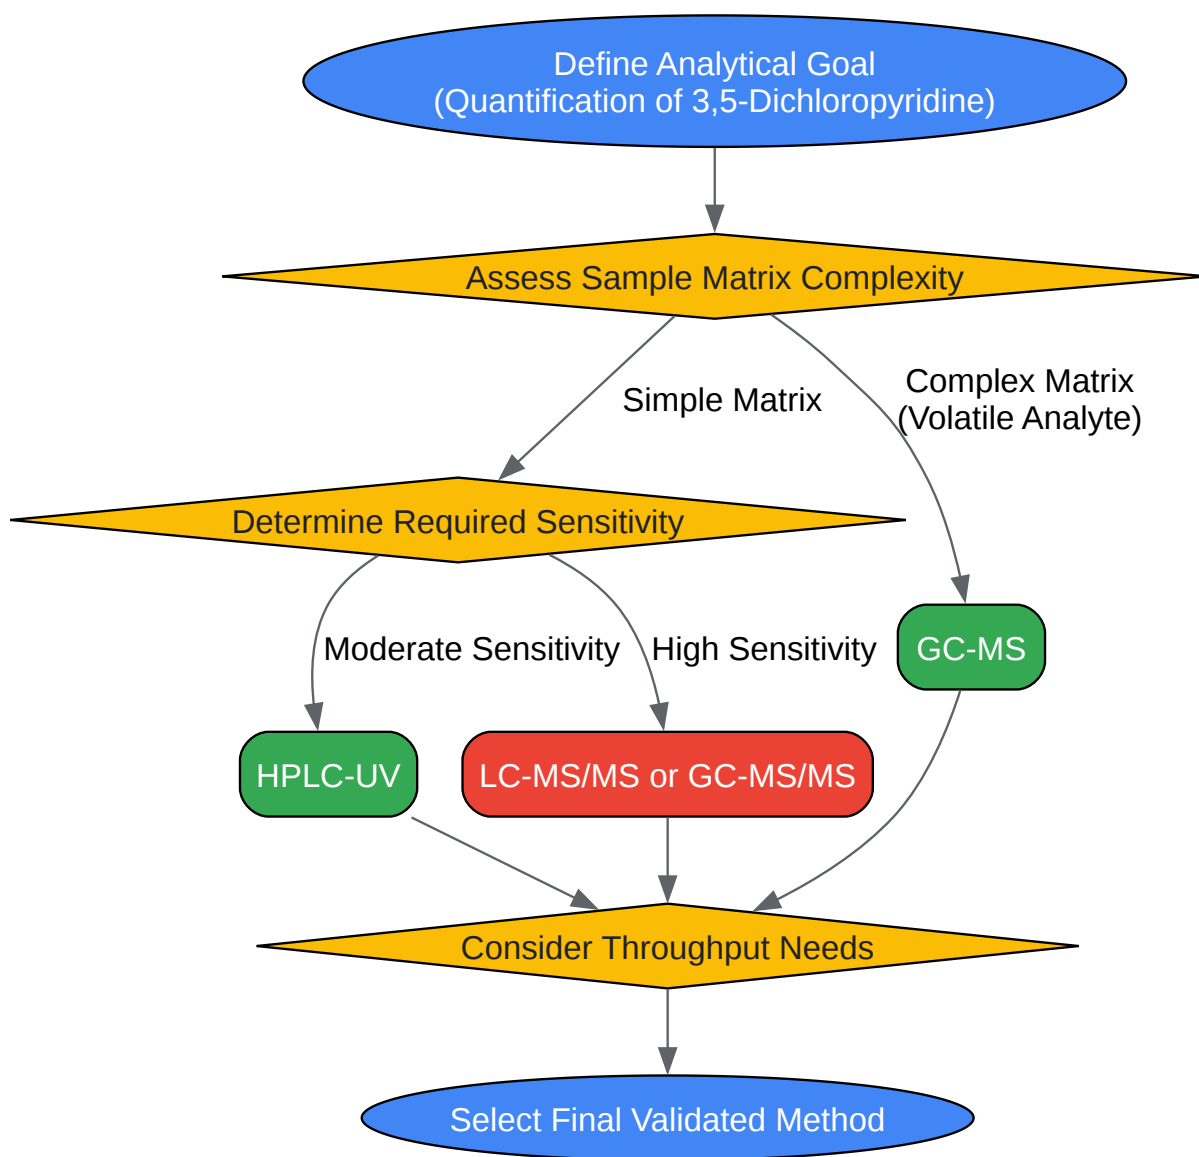 Define Analytical Goal
(Quantification of 3,5-Dichloropyridine)
Assess Sample Matrix Complexity
Simple Matrix
Complex Matrix
(Volatile Analyte)
Determine Required Sensitivity
Moderate Sensitivity
High Sensitivity
GC-MS
HPLC-UV
LC-MS/MS or GC-MS/MS
Consider Throughput Needs
Select Final Validated Method